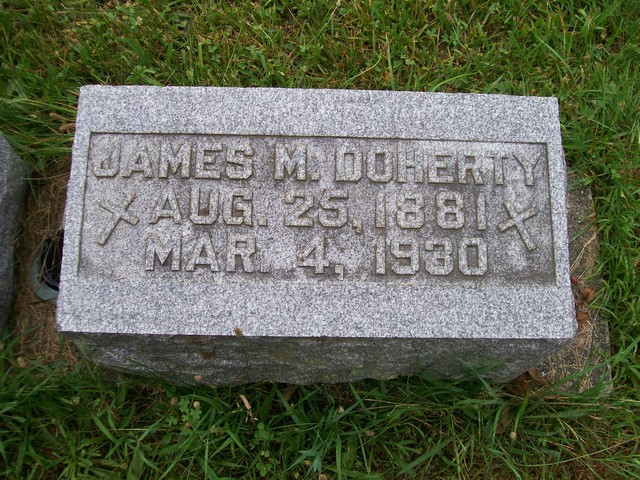 JAMES M. DOHERTY
AUG. 25, 1881
MAR. 4, 1930